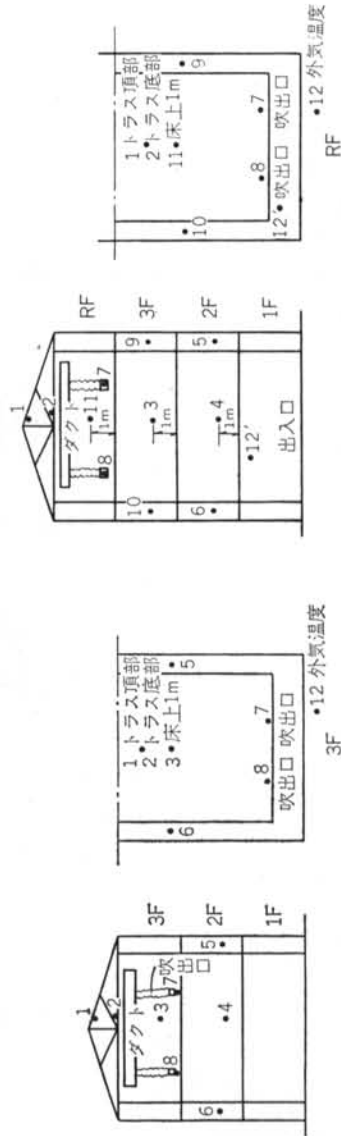 1
2
ダクト
吹出口
8
7
3
3F
6
4
5
2F
1F
1 トラス頂部
2 トラス底部
3 床上1m
6
5
8
7
吹出口 吹出口
12 外気温度
3F
1
2
ダクト
8
11
7
1m
RF
10
3
9
1m
3F
6
4
5
1m
2F
12′
出入口
1F
1 トラス頂部
2 トラス底部
11 床上1m
10
9
8
7
12′
吹出口 吹出口
12 外気温度
RF